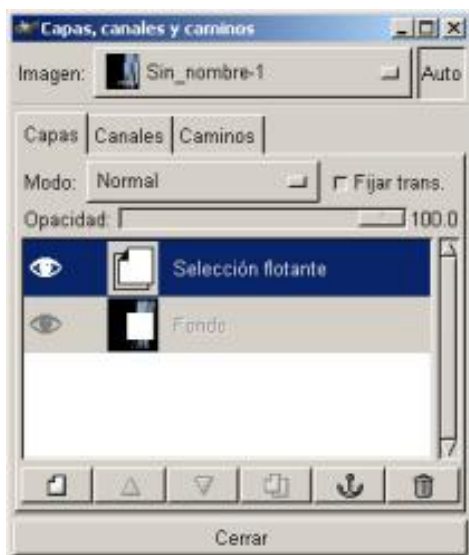 Capas, canales y caminos
Imagen: Sin_nombre-1 Auto
Capas Canales Caminos
Modo: Normal Fijar trans.
Opacidad: 100.0
Selección flotante
Fondo
Cerrar